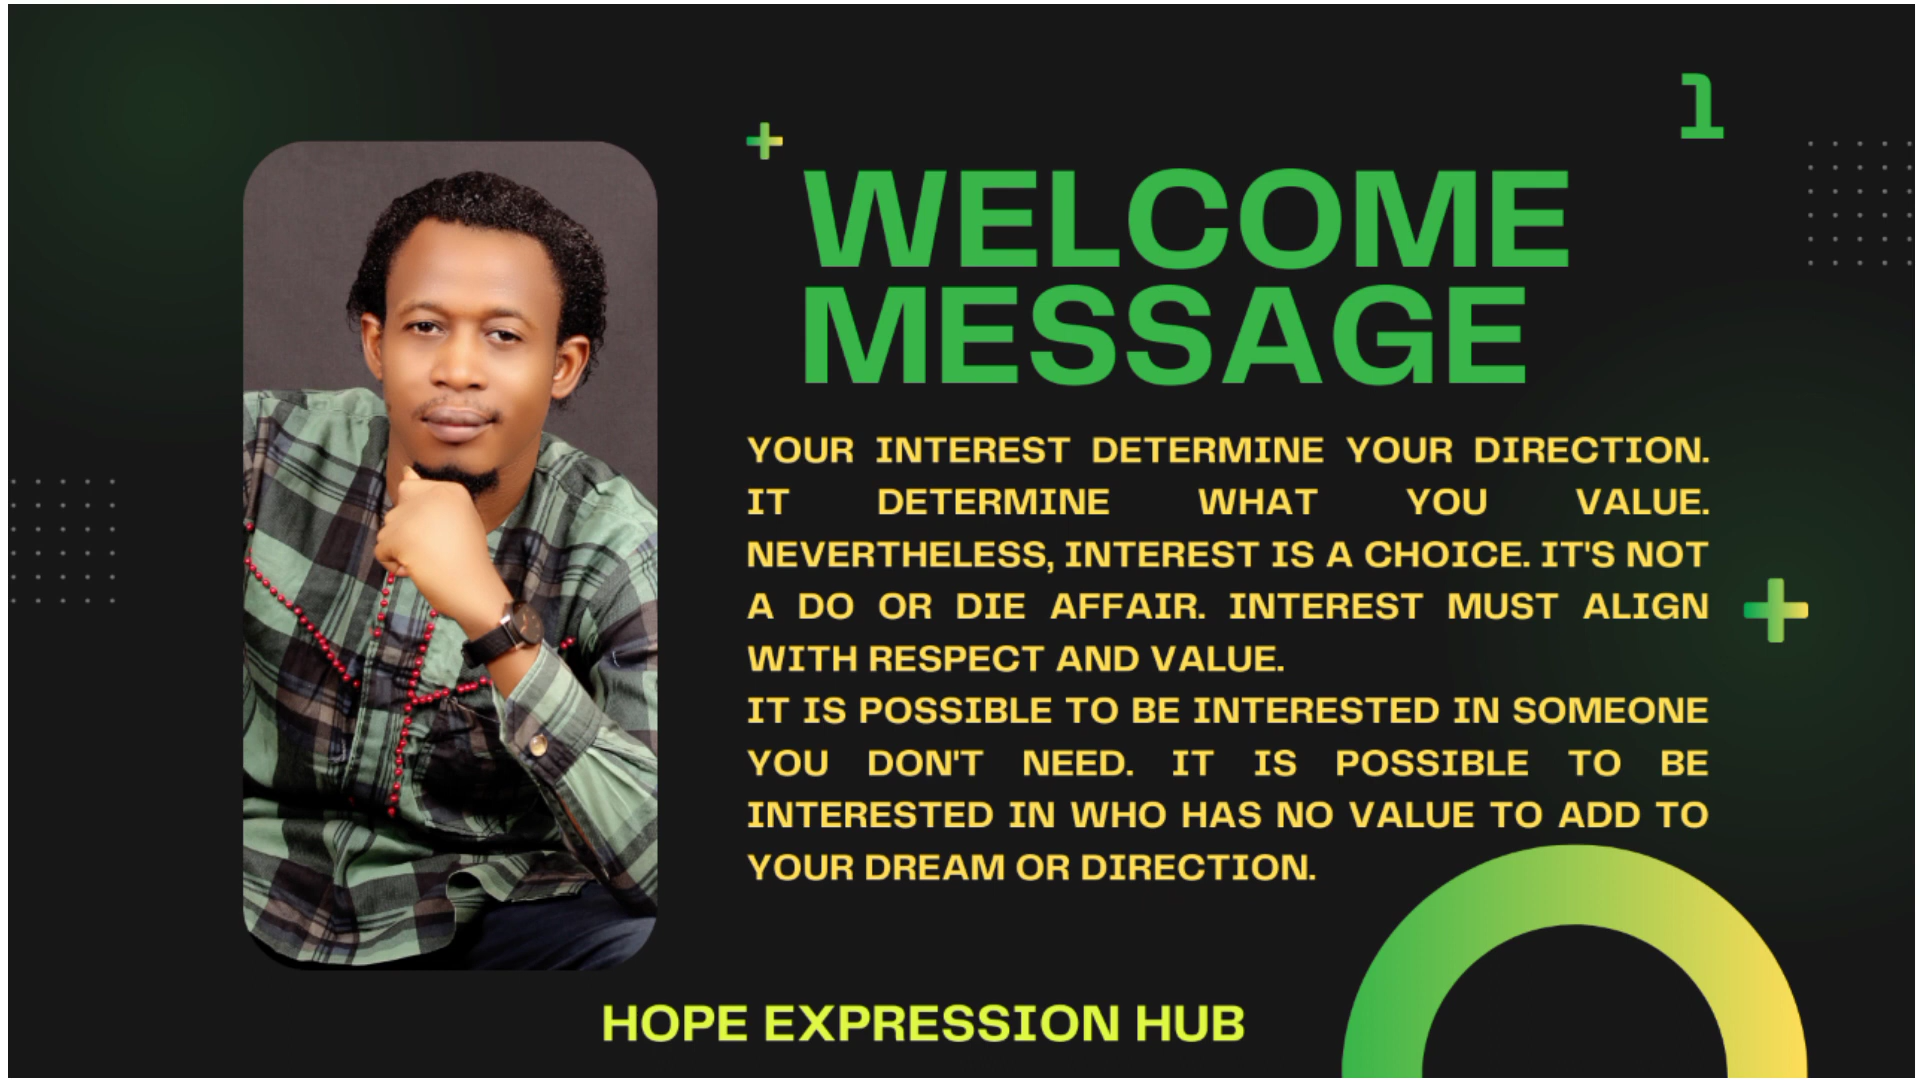 1
WELCOME
MESSAGE
YOUR INTEREST DETERMINE YOUR DIRECTION.
IT DETERMINE WHAT YOU VALUE.
NEVERTHELESS, INTEREST IS A CHOICE. IT'S NOT
A DO OR DIE AFFAIR. INTEREST MUST ALIGN
WITH RESPECT AND VALUE.
IT IS POSSIBLE TO BE INTERESTED IN SOMEONE
YOU DON'T NEED. IT IS POSSIBLE TO BE
INTERESTED IN WHO HAS NO VALUE TO ADD TO
YOUR DREAM OR DIRECTION.
HOPE EXPRESSION HUB